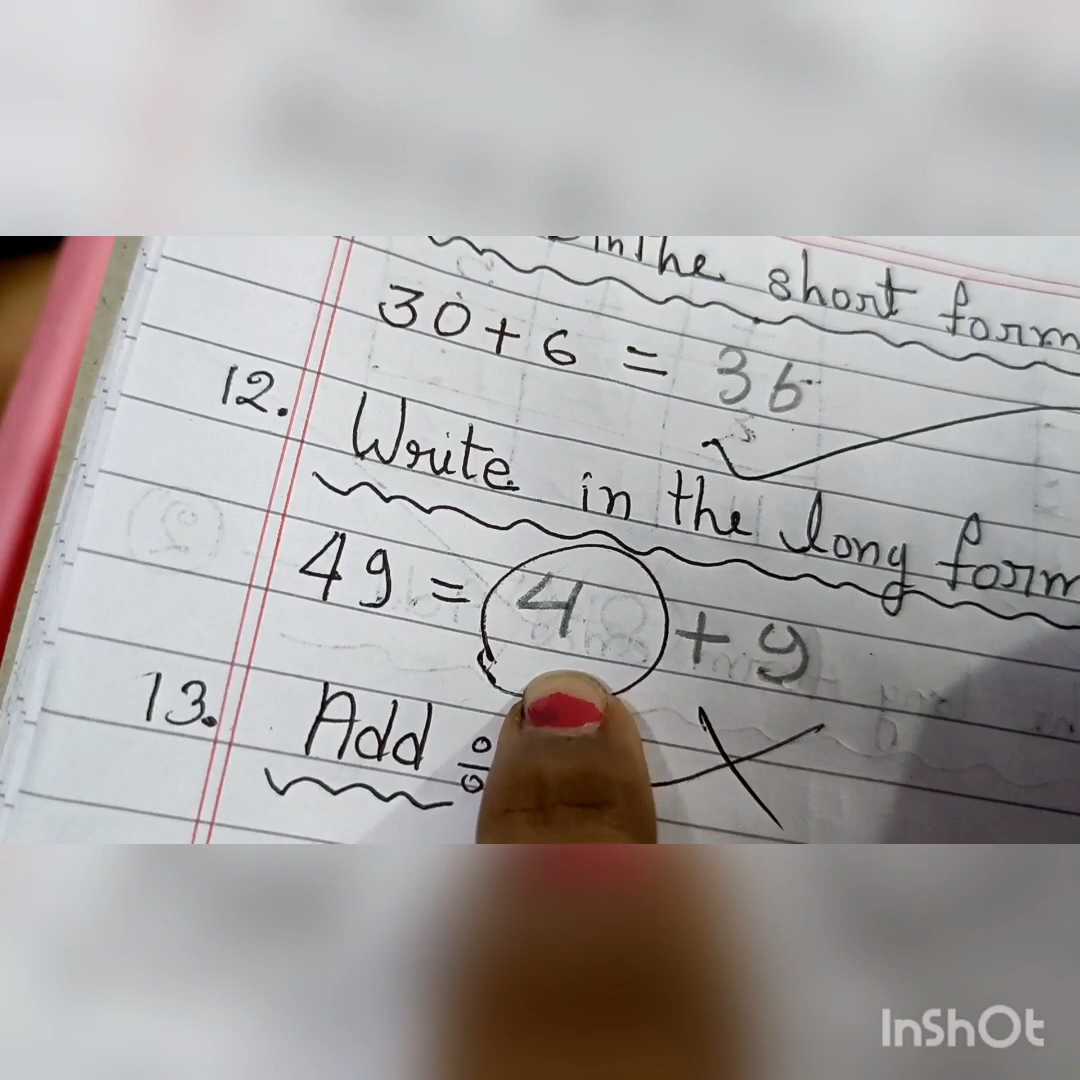 in the short form
30 + 6 = 36
12. Write in the long form
49 = 4 + 9
13. Add
InShOt